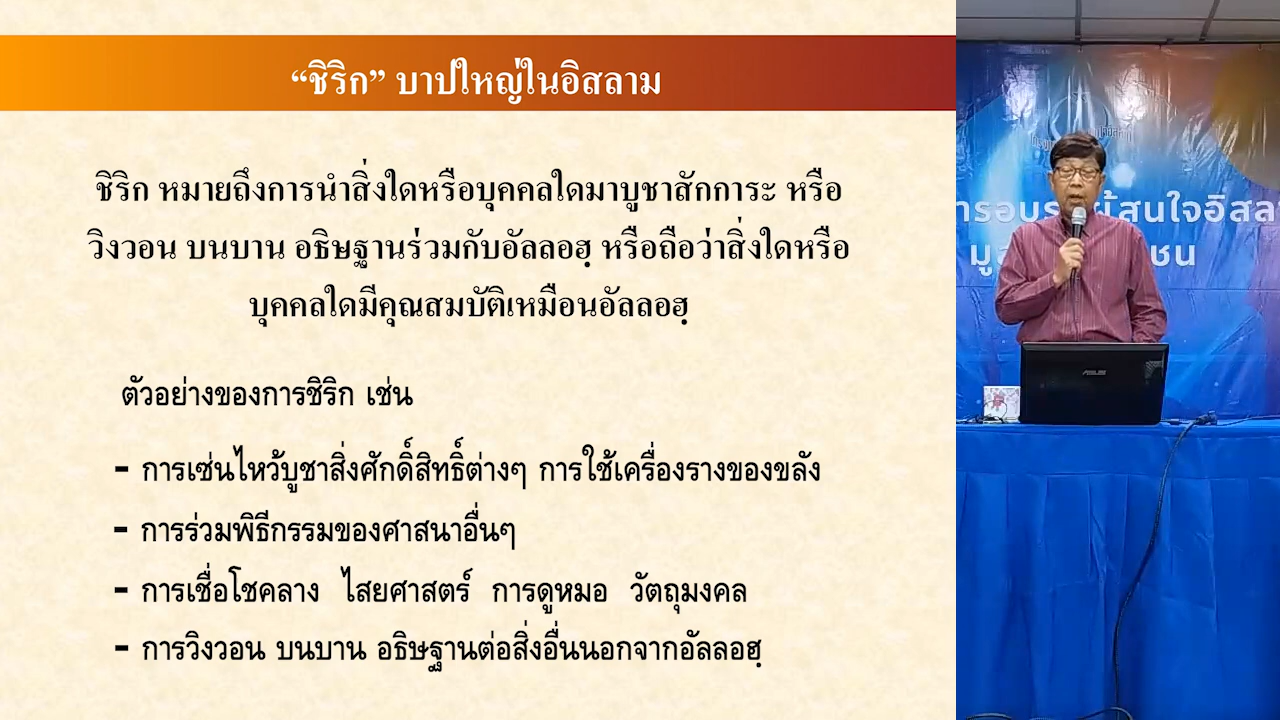 “ชิริก” บาปใหญ่ในอิสลาม
ชิริก หมายถึงการนำสิ่งใดหรือบุคคลใดมาบูชาสักการะ หรือ
วิงวอน บนบาน อธิษฐานร่วมกับอัลลอฮฺ หรือถือว่าสิ่งใดหรือ
บุคคลใดมีคุณสมบัติเหมือนอัลลอฮฺ
ตัวอย่างของการชิริก เช่น
- การเซ่นไหว้บูชาสิ่งศักดิ์สิทธิ์ต่างๆ การใช้เครื่องรางของขลัง
- การร่วมพิธีกรรมของศาสนาอื่นๆ
- การเชื่อโชคลาง ไสยศาสตร์ การดูหมอ วัตถุมงคล
- การวิงวอน บนบาน อธิษฐานต่อสิ่งอื่นนอกจากอัลลอฮฺ
ASUS